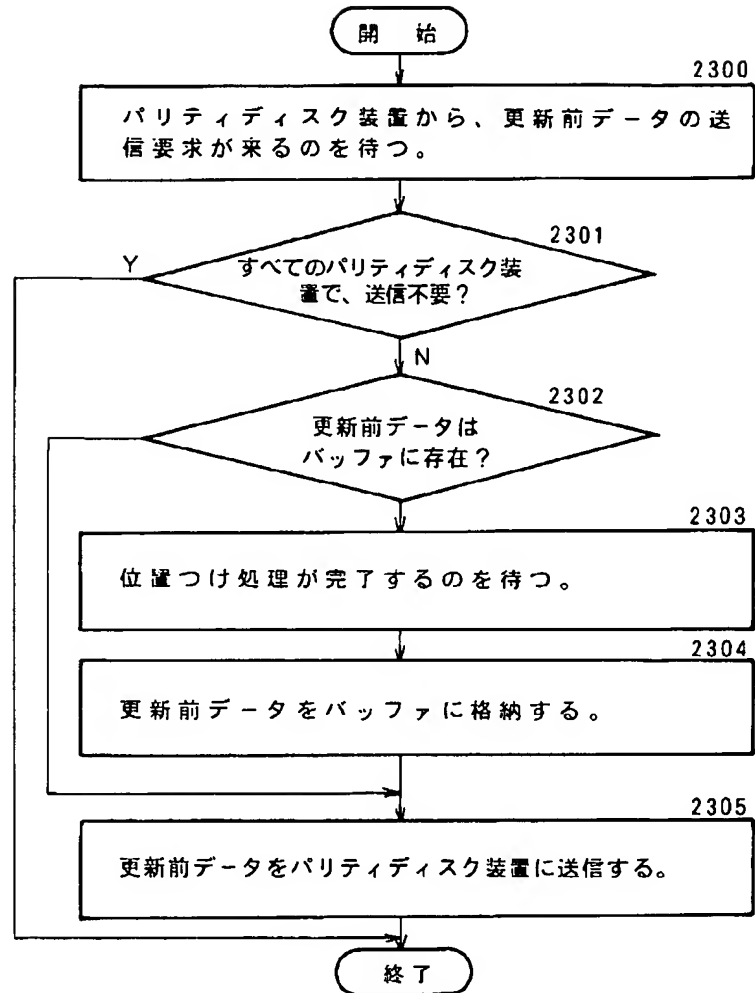 開始
2300
パリティディスク装置から、更新前データの送
信要求が来るのを待つ。
2301
Y
すべてのパリティディスク装
置で、送信不要？
N
2302
更新前データは
バッファに存在？
2303
位置つけ処理が完了するのを待つ。
2304
更新前データをバッファに格納する。
2305
更新前データをパリティディスク装置に送信する。
終了